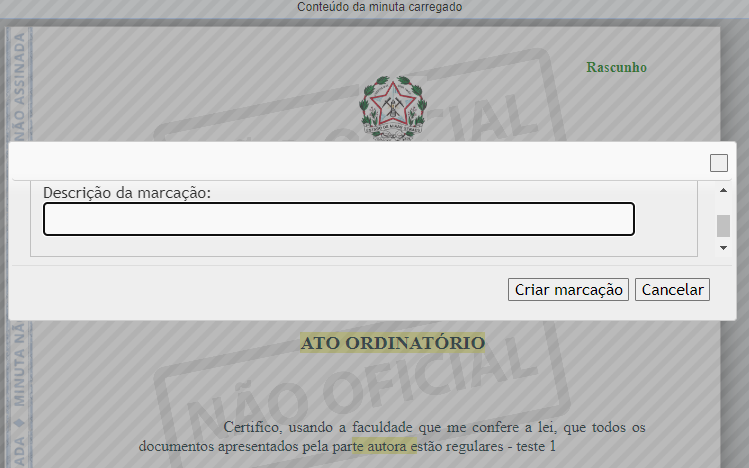 Conteúdo da minuta carregado
Rascunho
NÃO ASSINADA
NÃO OFICIAL
Descrição da marcação:
Criar marcação Cancelar
ATO ORDINATÓRIO
NÃO OFICIAL
MINUTA NÃ
ADA
Certifico, usando a faculdade que me confere a lei, que todos os
documentos apresentados pela parte autora estão regulares - teste 1